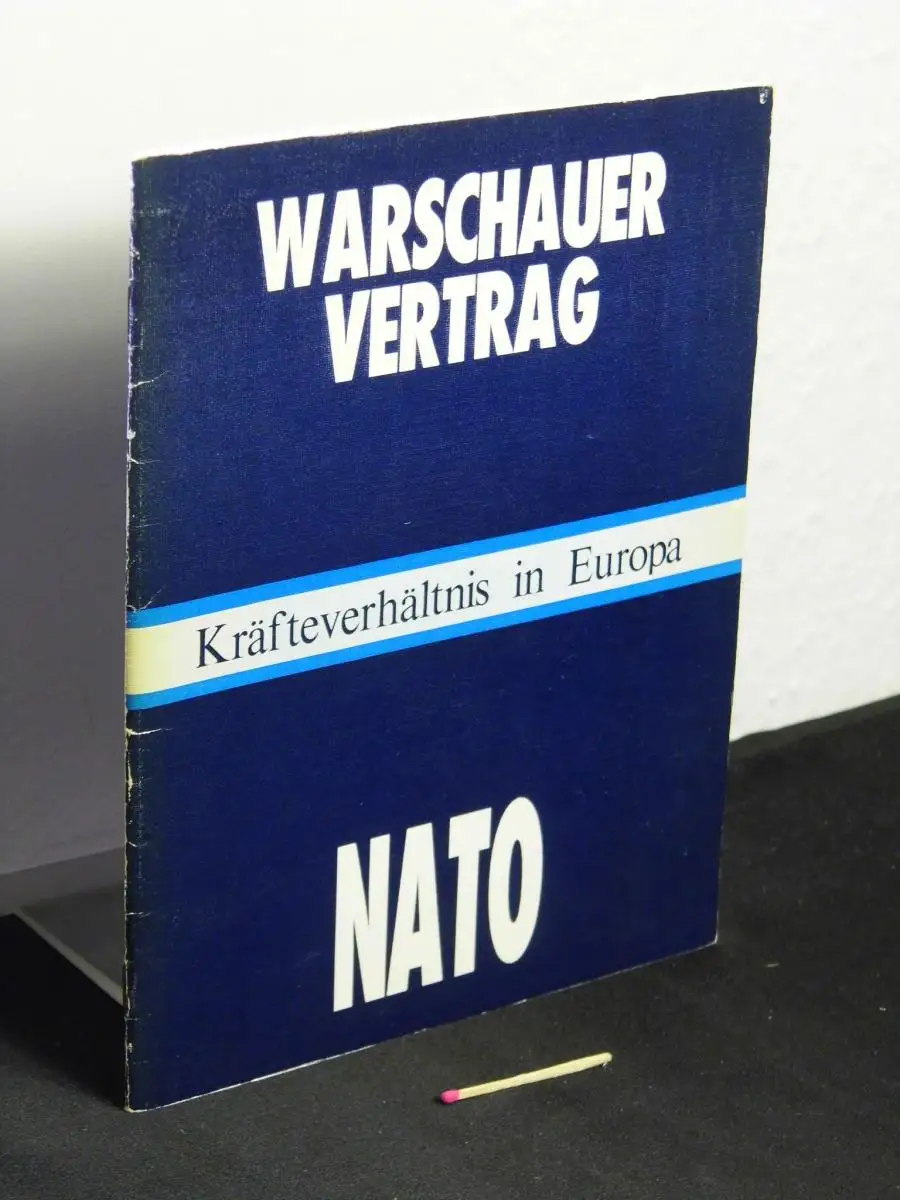 WARSCHAUER
VERTRAG
Kräfteverhältnis in Europa
NATO